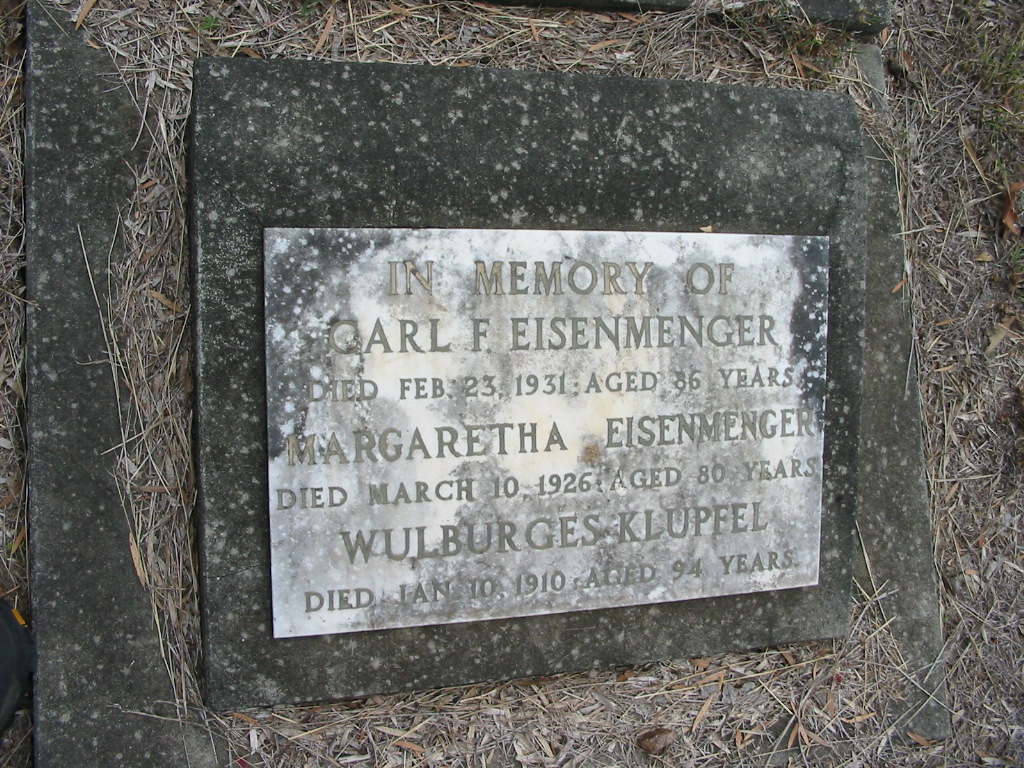 IN MEMORY OF
CARL F. EISENMENGER
DIED FEB. 23, 1931: AGED 86 YEARS.
MARGARETHA EISENMENGER
DIED MARCH 10, 1926: AGED 80 YEARS.
WULBURGES KLUPFEL
DIED JAN 10, 1910: AGED 94 YEARS.